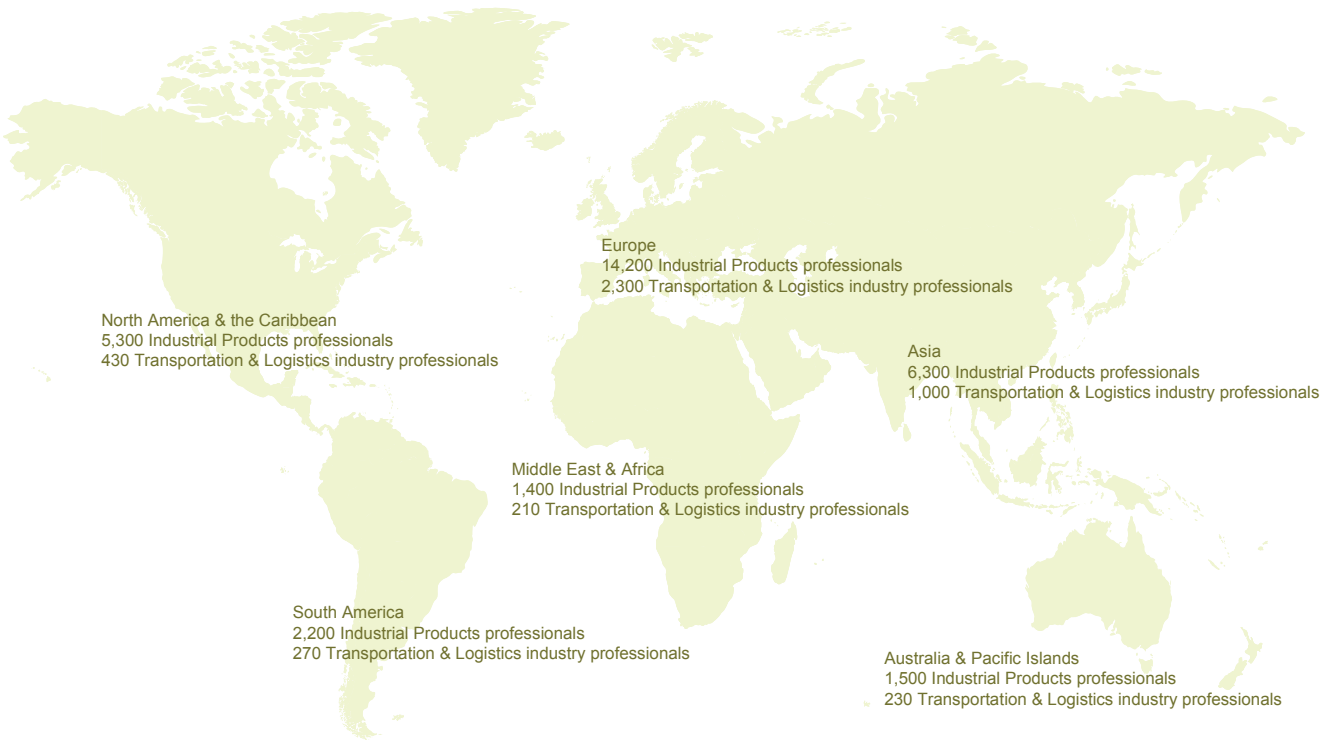 Europe
14,200 Industrial Products professionals
2,300 Transportation & Logistics industry professionals
North America & the Caribbean
5,300 Industrial Products professionals
430 Transportation & Logistics industry professionals
Asia
6,300 Industrial Products professionals
1,000 Transportation & Logistics industry professionals
Middle East & Africa
1,400 Industrial Products professionals
210 Transportation & Logistics industry professionals
South America
2,200 Industrial Products professionals
270 Transportation & Logistics industry professionals
Australia & Pacific Islands
1,500 Industrial Products professionals
230 Transportation & Logistics industry professionals